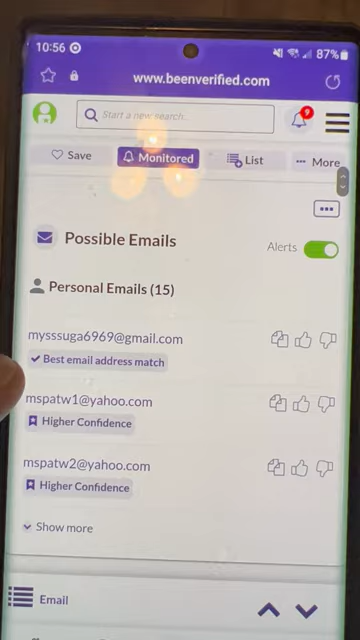 10:56
87%
www.beenverified.com
Start a new search...
9
Save
Monitored
List
More
Possible Emails
Alerts
Personal Emails (15)
mysssuga6969@gmail.com
Best email address match
mspatw1@yahoo.com
Higher Confidence
mspatw2@yahoo.com
Higher Confidence
Show more
Email